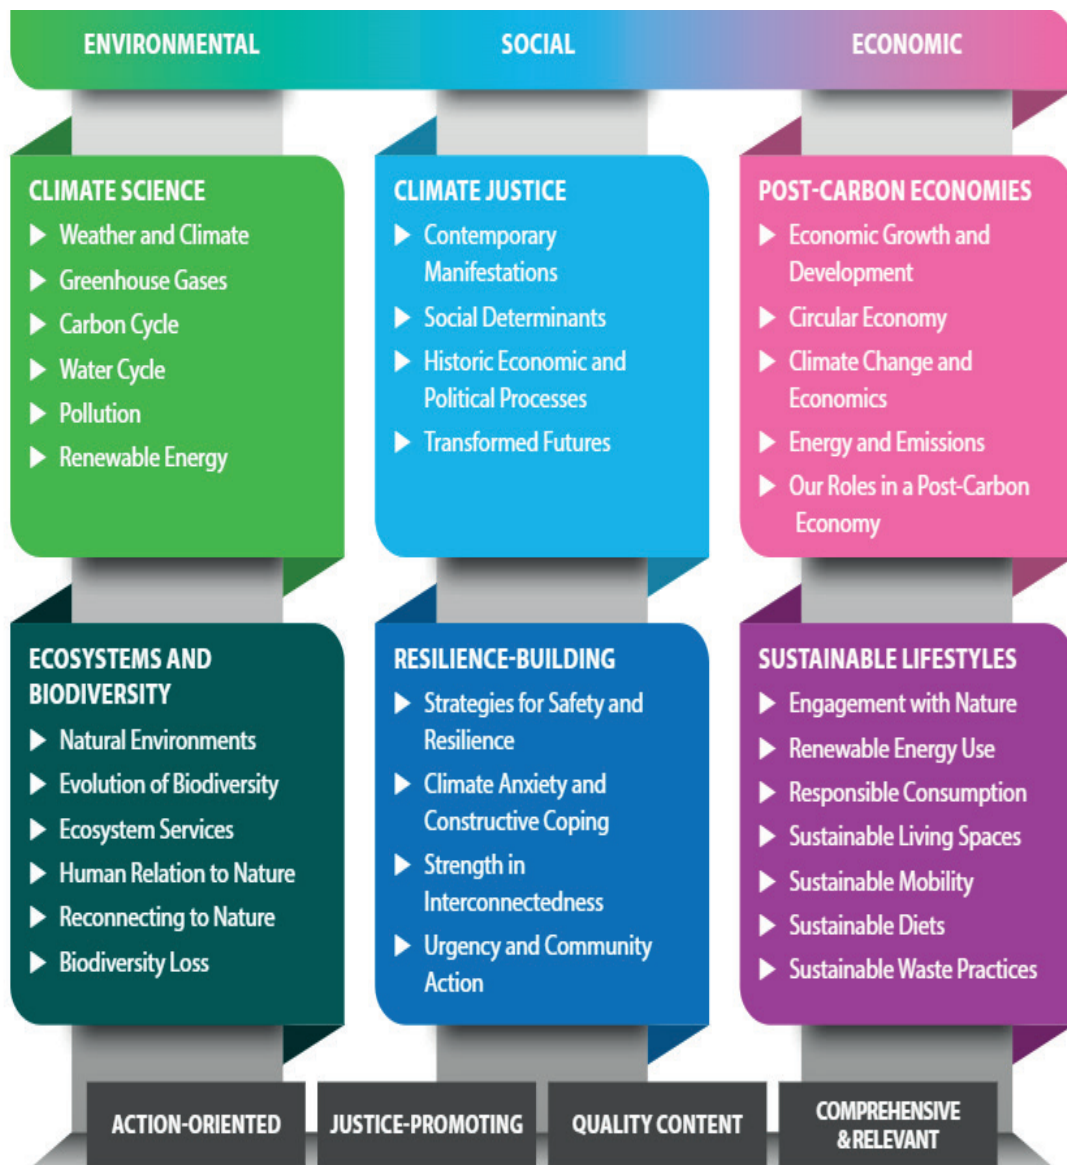 ENVIRONMENTAL
SOCIAL
ECONOMIC
CLIMATE SCIENCE
▶ Weather and Climate
▶ Greenhouse Gases
▶ Carbon Cycle
▶ Water Cycle
▶ Pollution
▶ Renewable Energy
CLIMATE JUSTICE
▶ Contemporary
Manifestations
▶ Social Determinants
▶ Historic Economic and
Political Processes
▶ Transformed Futures
POST-CARBON ECONOMIES
▶ Economic Growth and
Development
▶ Circular Economy
▶ Climate Change and
Economics
▶ Energy and Emissions
▶ Our Roles in a Post-Carbon
Economy
ECOSYSTEMS AND
BIODIVERSITY
▶ Natural Environments
▶ Evolution of Biodiversity
▶ Ecosystem Services
▶ Human Relation to Nature
▶ Reconnecting to Nature
▶ Biodiversity Loss
RESILIENCE-BUILDING
▶ Strategies for Safety and
Resilience
▶ Climate Anxiety and
Constructive Coping
▶ Strength in
Interconnectedness
▶ Urgency and Community
Action
SUSTAINABLE LIFESTYLES
▶ Engagement with Nature
▶ Renewable Energy Use
▶ Responsible Consumption
▶ Sustainable Living Spaces
▶ Sustainable Mobility
▶ Sustainable Diets
▶ Sustainable Waste Practices
ACTION-ORIENTED
JUSTICE-PROMOTING
QUALITY CONTENT
COMPREHENSIVE
& RELEVANT